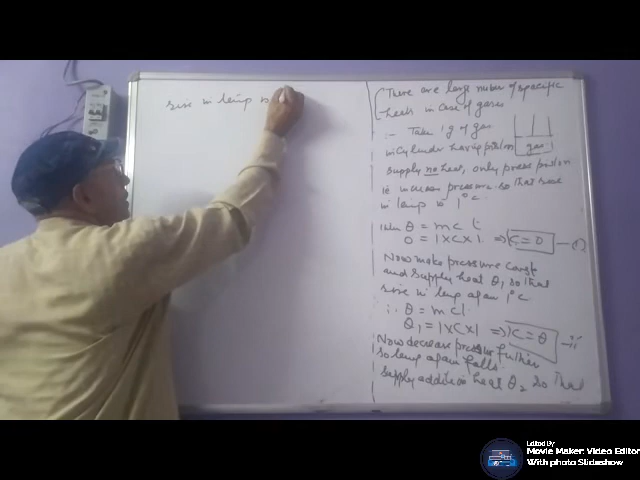 rise in temp is
There are large number of specific
heats in case of gases
:- Take 1g of gas
in cylinder having piston
gas
supply no heat, only press piston
ie increase pressure so that rise
in temp is 1°c
then θ = m c t
0 = 1×C×1 ⇒ C = 0 — (i)
Now make pressure const
and supply heat θ1 so that
rise in temp again 1°c
∴ θ = m c t
θ1 = 1×C×1 ⇒ C = θ — ii
Now decrease pressure further
so temp again falls.
Supply additional heat θ2 so that
Edited By
Movie Maker: Video Editor
With photo Slideshow